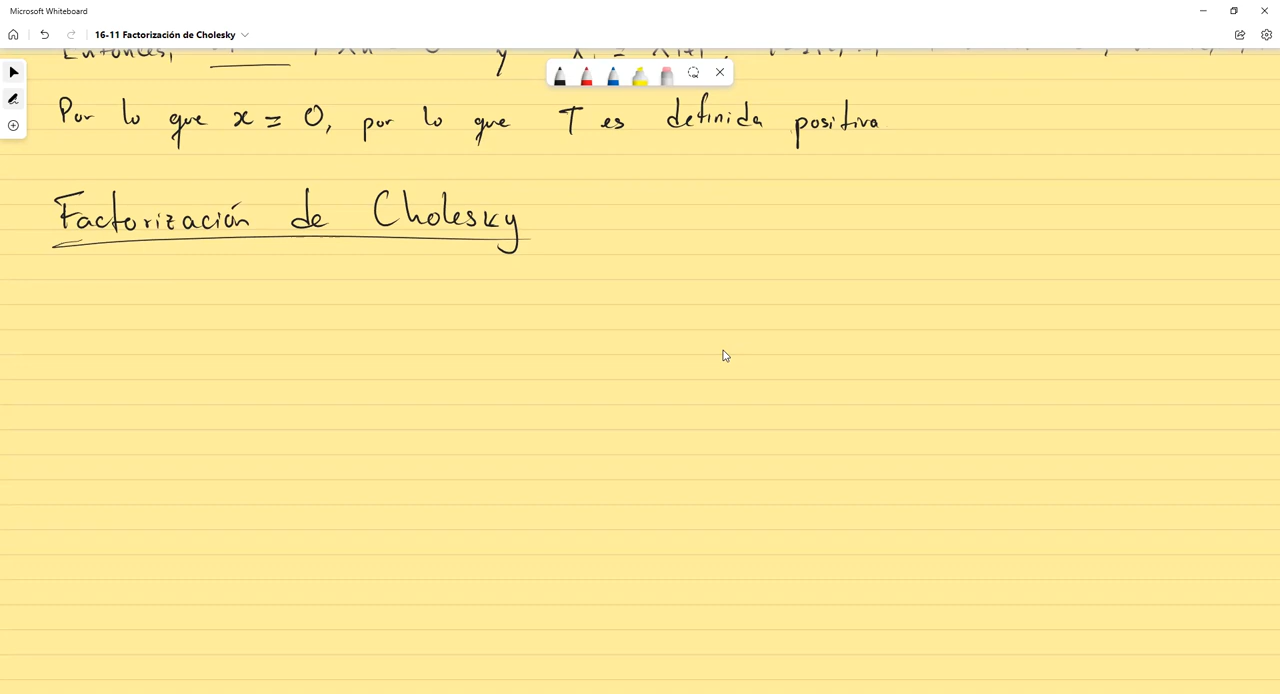 Microsoft Whiteboard
16-11 Factorización de Cholesky
Entonces, y
Por lo que x = 0, por lo que T es definida positiva
Factorización de Cholesky